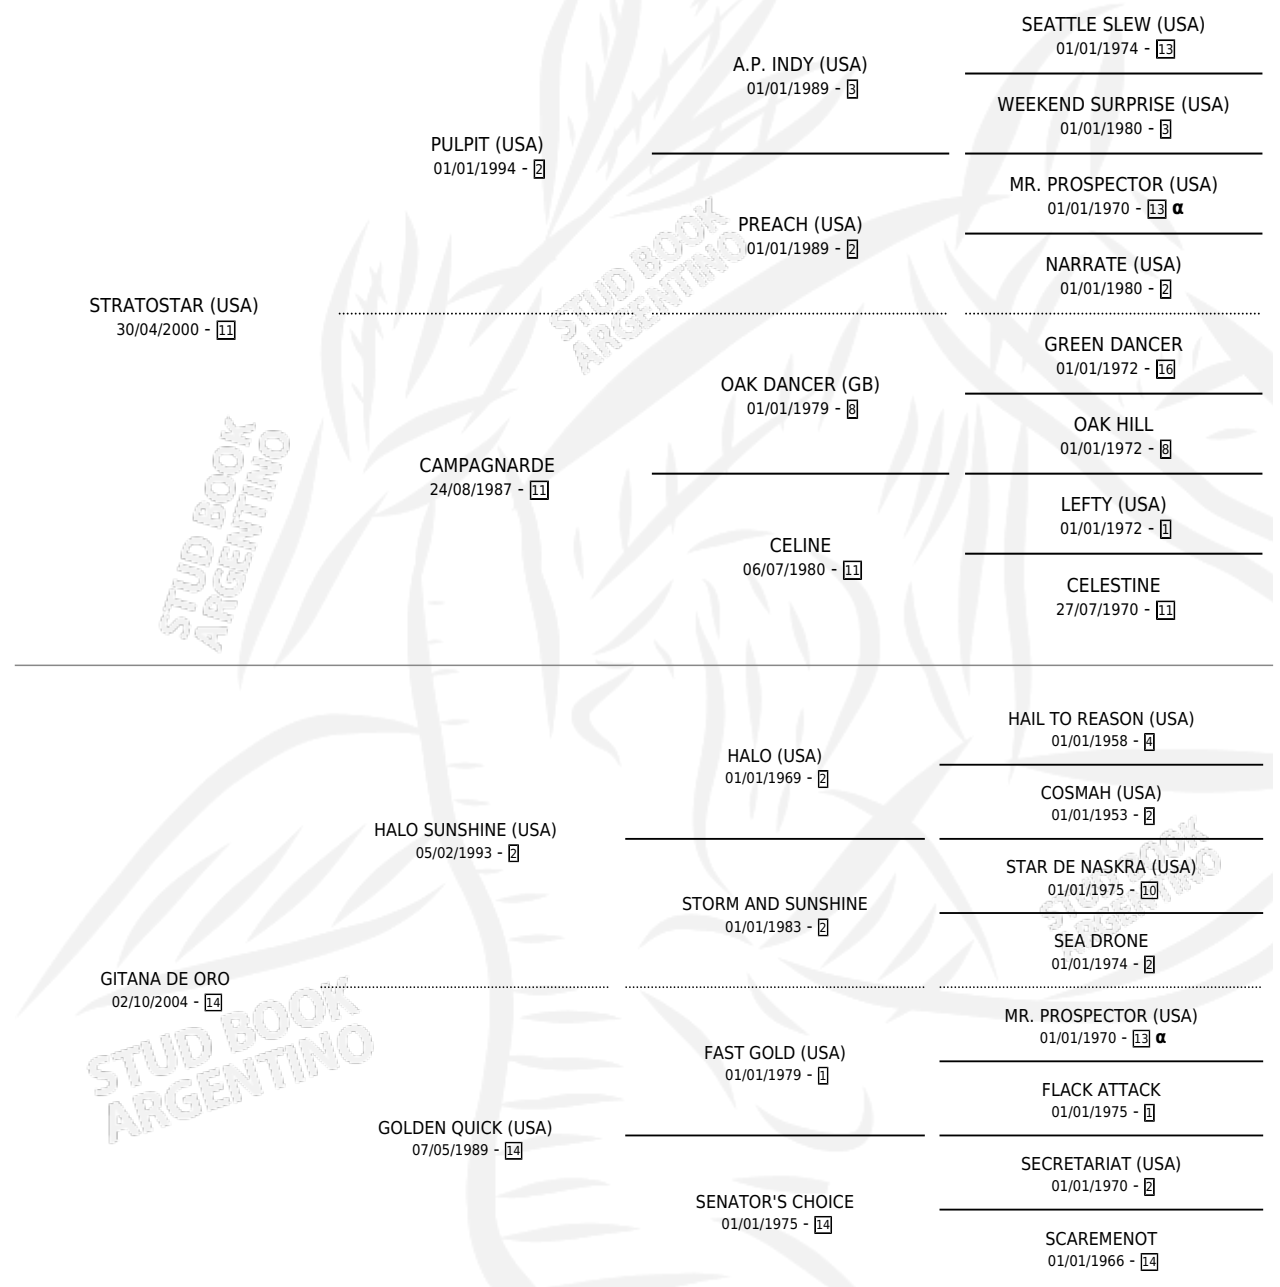 SEATTLE SLEW (USA)
01/01/1974 - 13
A.P. INDY (USA)
01/01/1989 - 3
WEEKEND SURPRISE (USA)
01/01/1980 - 3
PULPIT (USA)
01/01/1994 - 2
MR. PROSPECTOR (USA)
01/01/1970 - 13 α
PREACH (USA)
01/01/1989 - 2
NARRATE (USA)
01/01/1980 - 2
STRATOSTAR (USA)
30/04/2000 - 11
GREEN DANCER
01/01/1972 - 16
OAK DANCER (GB)
01/01/1979 - 8
OAK HILL
01/01/1972 - 8
CAMPAGNARDE
24/08/1987 - 11
LEFTY (USA)
01/01/1972 - 1
CELINE
06/07/1980 - 11
CELESTINE
27/07/1970 - 11
HAIL TO REASON (USA)
01/01/1958 - 4
HALO (USA)
01/01/1969 - 2
COSMAH (USA)
01/01/1953 - 2
HALO SUNSHINE (USA)
05/02/1993 - 2
STAR DE NASKRA (USA)
01/01/1975 - 10
STORM AND SUNSHINE
01/01/1983 - 2
SEA DRONE
01/01/1974 - 2
GITANA DE ORO
02/10/2004 - 14
MR. PROSPECTOR (USA)
01/01/1970 - 13 α
FAST GOLD (USA)
01/01/1979 - 1
FLACK ATTACK
01/01/1975 - 1
GOLDEN QUICK (USA)
07/05/1989 - 14
SECRETARIAT (USA)
01/01/1970 - 2
SENATOR'S CHOICE
01/01/1975 - 14
SCAREMENOT
01/01/1966 - 14
STUD BOOK
ARGENTINO
STUD BOOK
ARGENTINO
STUD BOOK
ARGENTINO
STUD BOOK
ARGENTINO